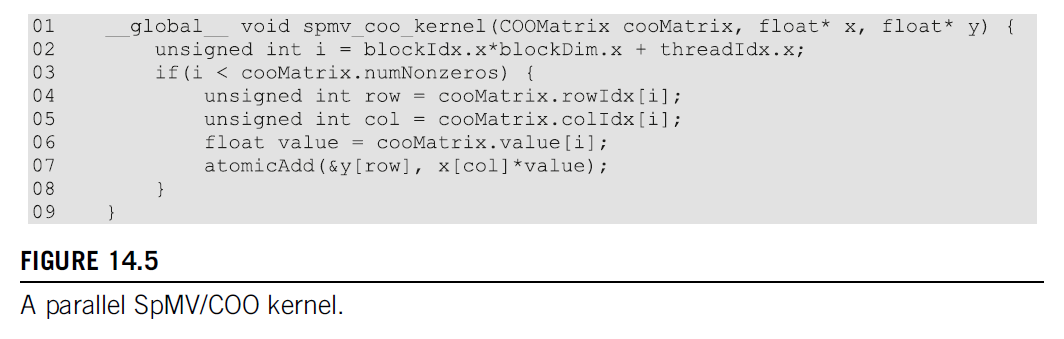 01 __global__ void spmv_coo_kernel(COOMatrix cooMatrix, float* x, float* y) {
02 unsigned int i = blockIdx.x*blockDim.x + threadIdx.x;
03 if(i < cooMatrix.numNonzeros) {
04 unsigned int row = cooMatrix.rowIdx[i];
05 unsigned int col = cooMatrix.colIdx[i];
06 float value = cooMatrix.value[i];
07 atomicAdd(&y[row], x[col]*value);
08 }
09 }
FIGURE 14.5
A parallel SpMV/COO kernel.